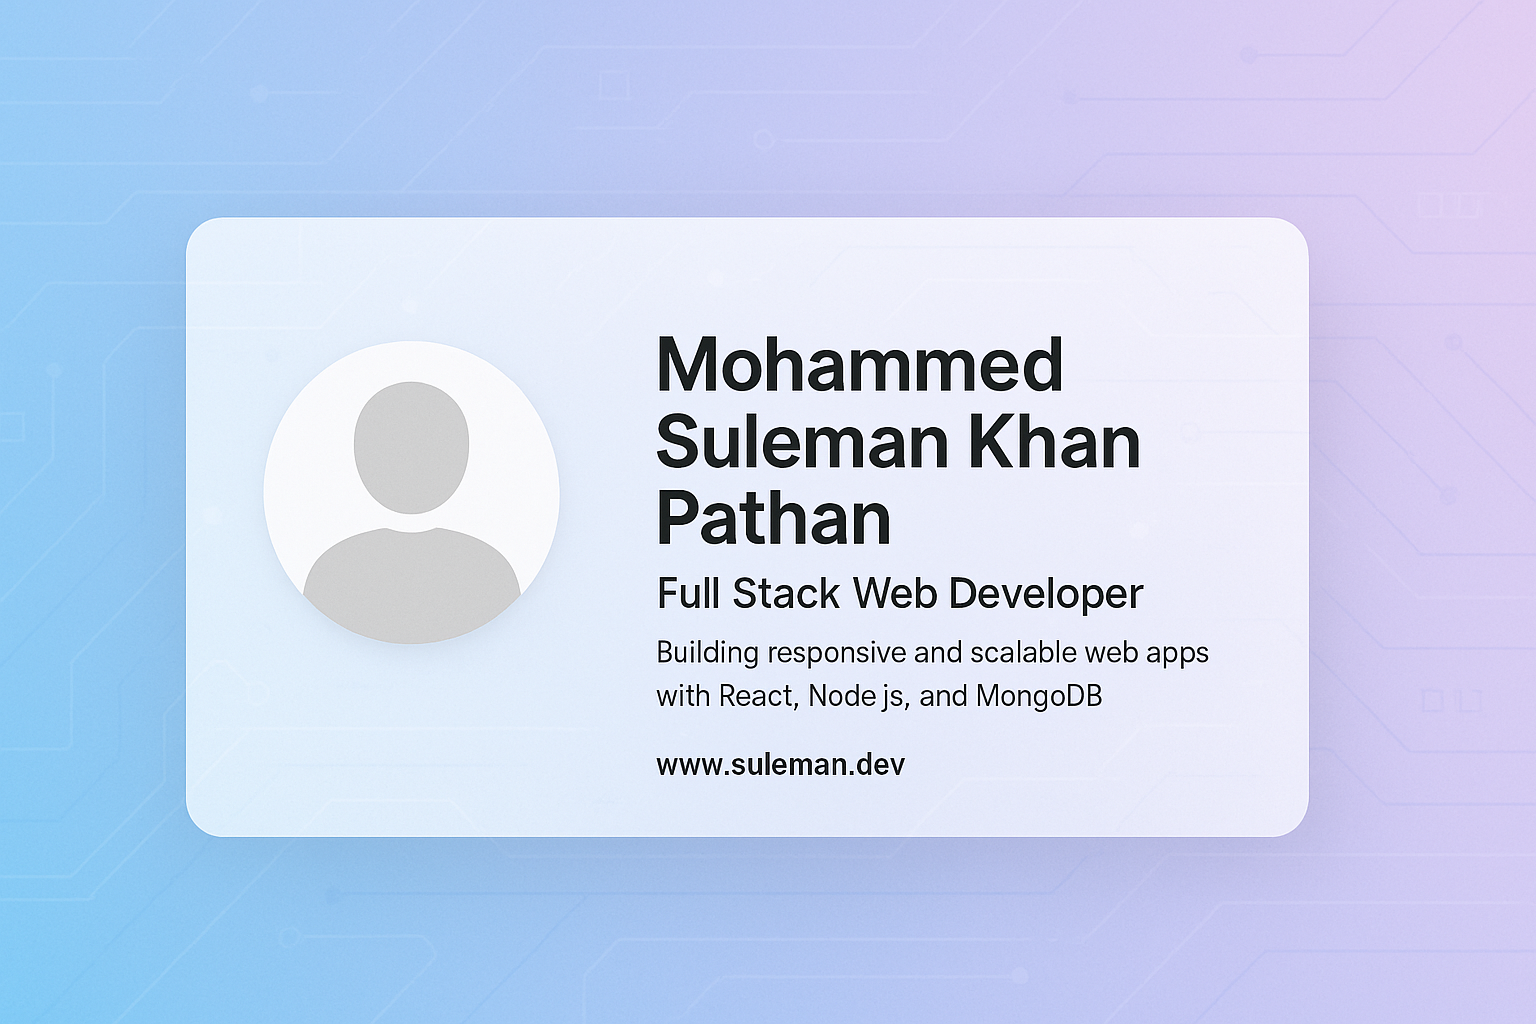 Mohammed
Suleman Khan
Pathan
Full Stack Web Developer
Building responsive and scalable web apps
with React, Node js, and MongoDB
www.suleman.dev